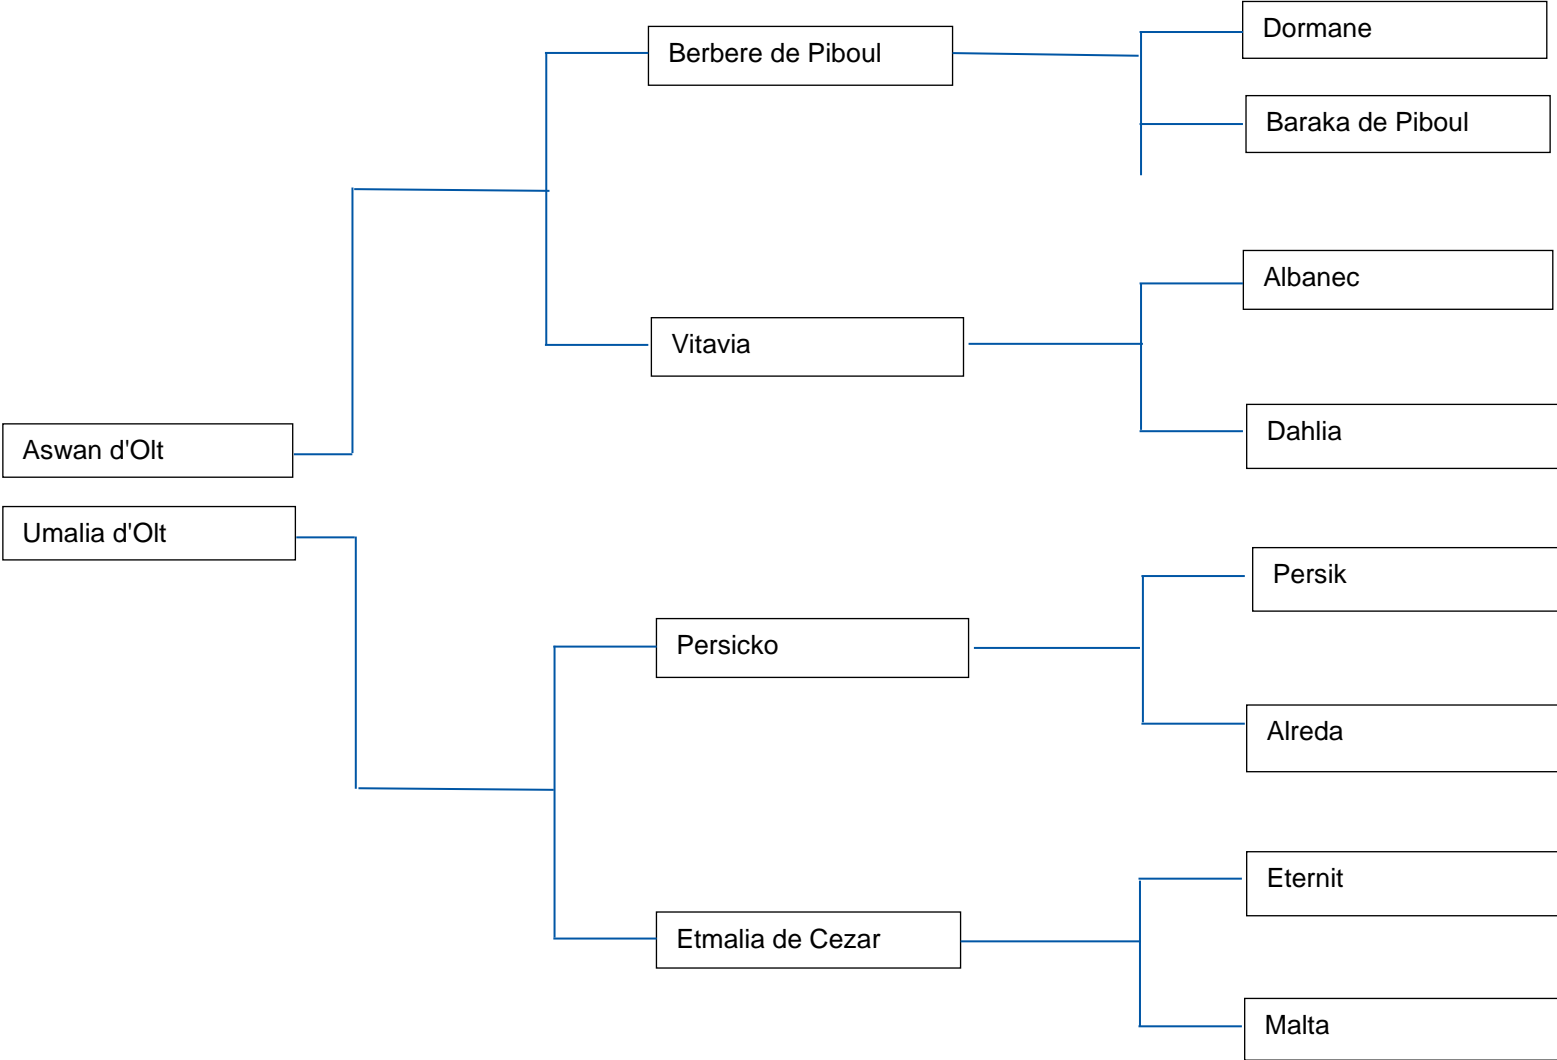 Dormane
Berbere de Piboul
Baraka de Piboul
Albanec
Vitavia
Dahlia
Aswan d'Olt
Umalia d'Olt
Persik
Persicko
Alreda
Eternit
Etmalia de Cezar
Malta